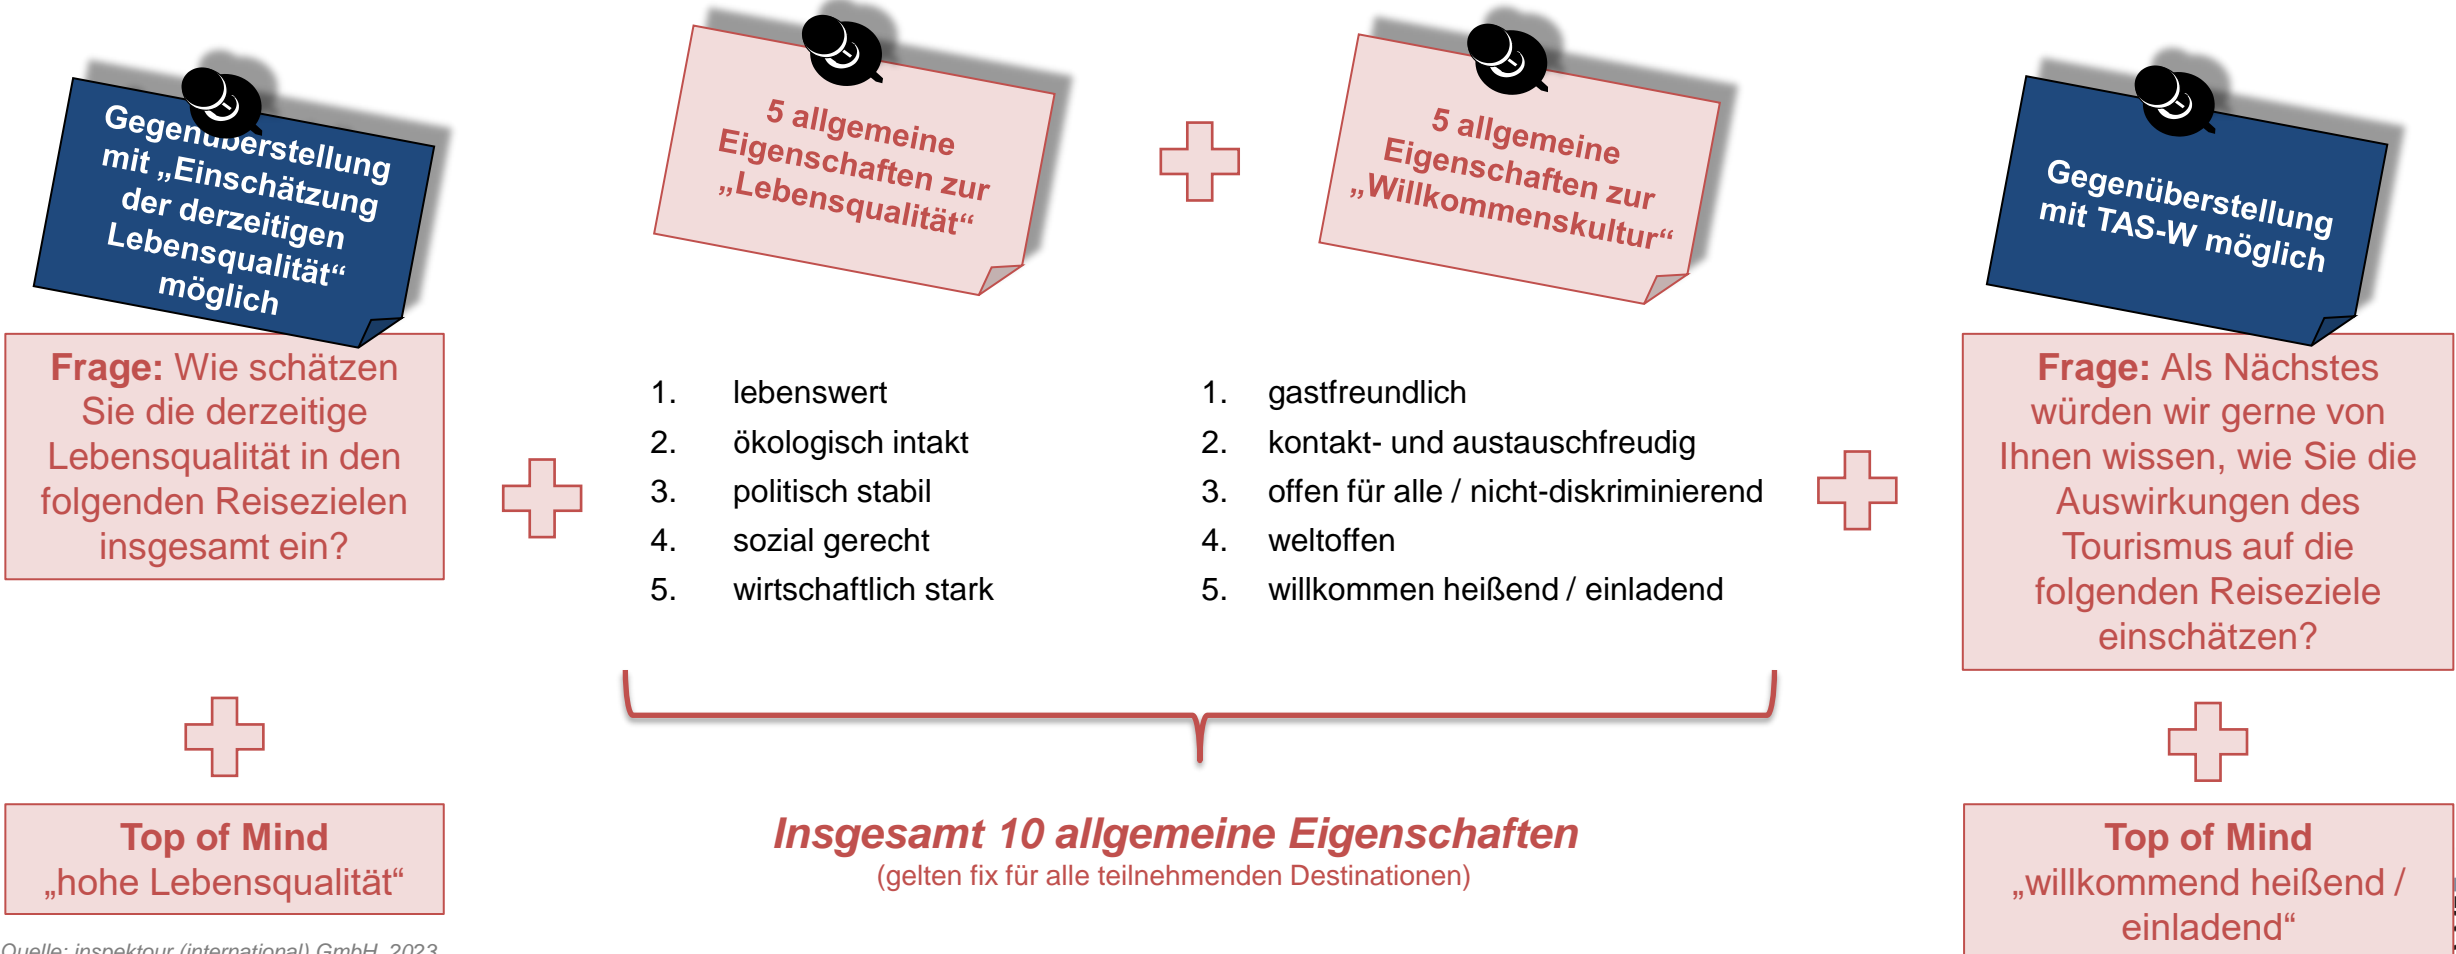 Gegenüberstellung
mit „Einschätzung
der derzeitigen
Lebensqualität“
möglich
5 allgemeine
Eigenschaften zur
„Lebensqualität“
5 allgemeine
Eigenschaften zur
„Willkommenskultur“
Gegenüberstellung
mit TAS-W möglich
Frage: Wie schätzen
Sie die derzeitige
Lebensqualität in den
folgenden Reisezielen
insgesamt ein?
1. lebenswert
2. ökologisch intakt
3. politisch stabil
4. sozial gerecht
5. wirtschaftlich stark
1. gastfreundlich
2. kontakt- und austauschfreudig
3. offen für alle / nicht-diskriminierend
4. weltoffen
5. willkommen heißend / einladend
Frage: Als Nächstes
würden wir gerne von
Ihnen wissen, wie Sie die
Auswirkungen des
Tourismus auf die
folgenden Reiseziele
einschätzen?
Top of Mind
„hohe Lebensqualität“
Insgesamt 10 allgemeine Eigenschaften
(gelten fix für alle teilnehmenden Destinationen)
Top of Mind
„willkommend heißend /
einladend“
Quelle: inspektour (international) GmbH, 2023